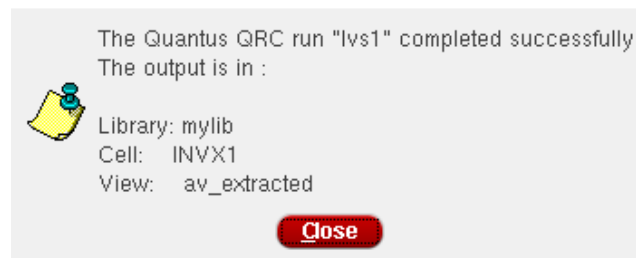 The Quantus QRC run "lvs1" completed successfully
The output is in :
Library: mylib
Cell: INVX1
View: av_extracted
Close